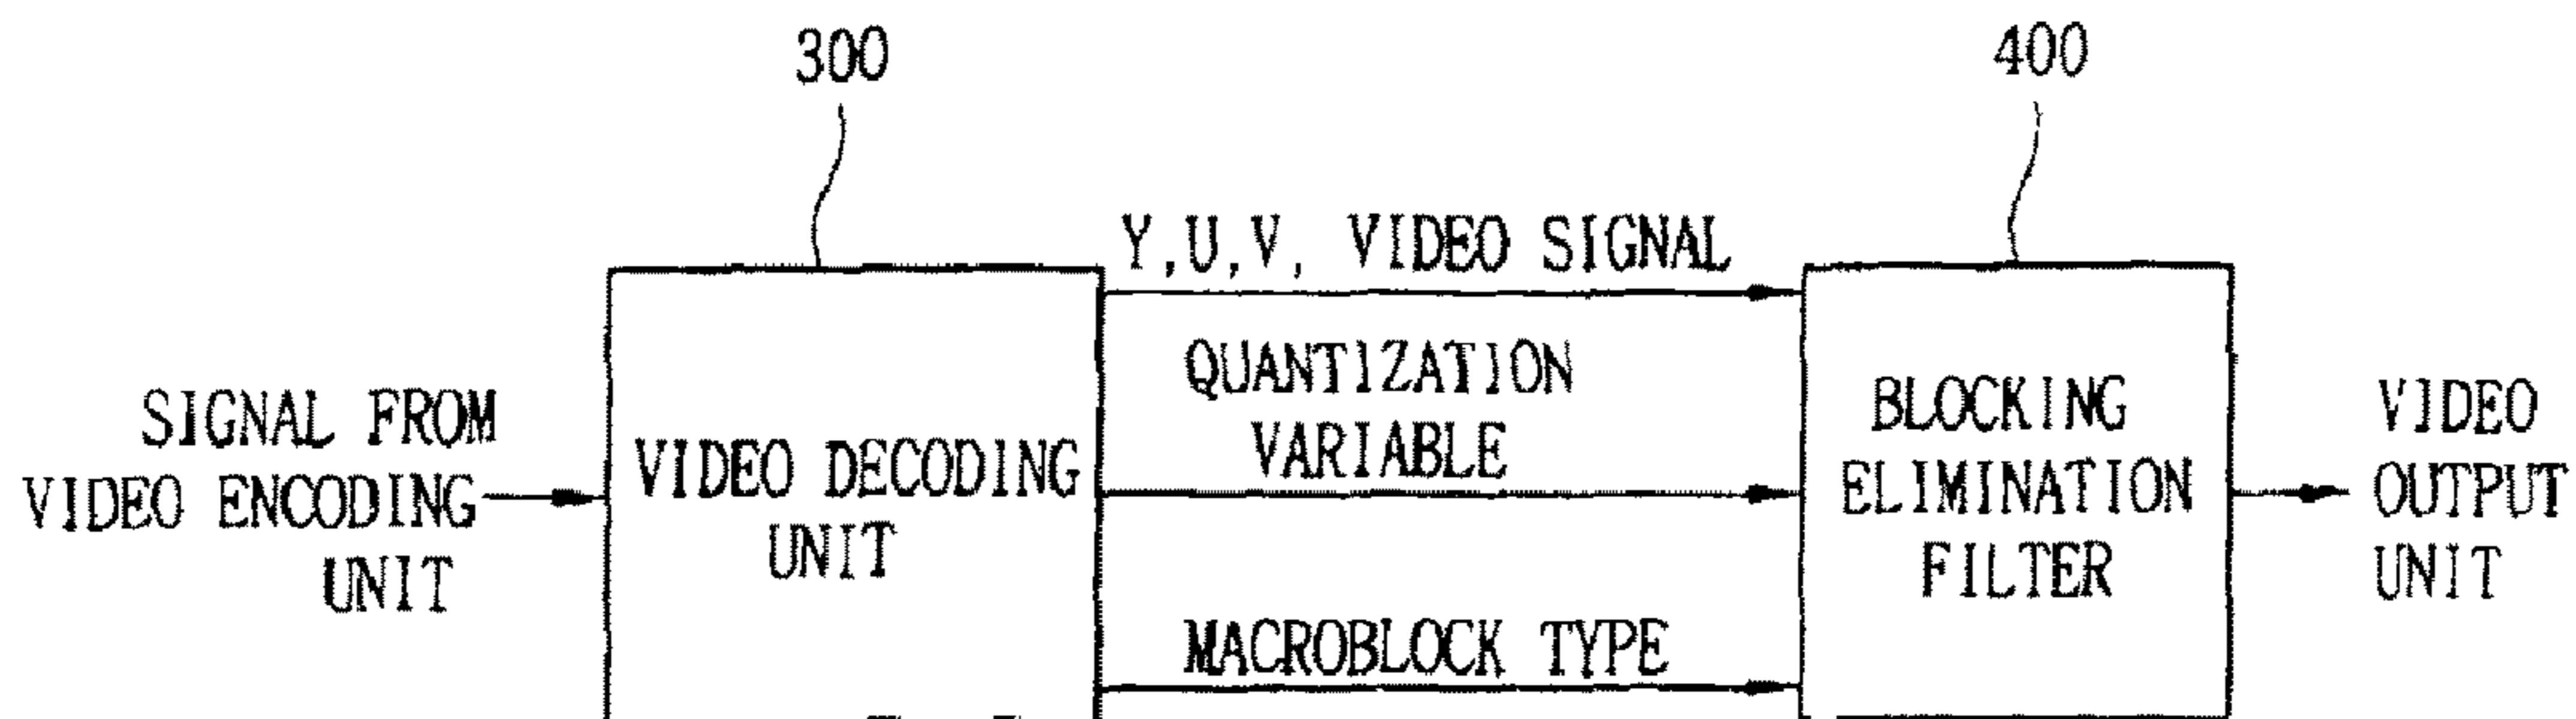 300
400
Y,U,V, VIDEO SIGNAL
SIGNAL FROM
VIDEO ENCODING
UNIT
VIDEO DECODING
UNIT
QUANTIZATION
VARIABLE
MACROBLOCK TYPE
BLOCKING
ELIMINATION
FILTER
VIDEO
OUTPUT
UNIT